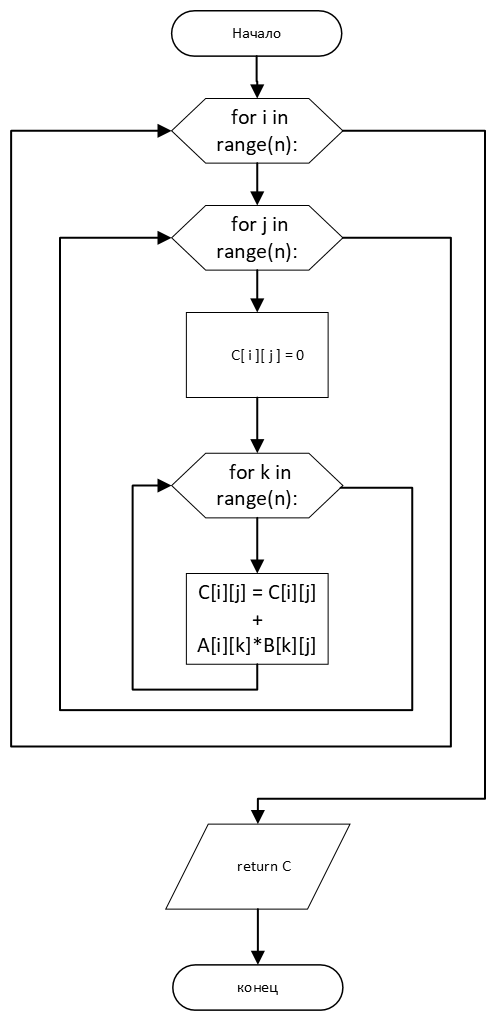 Начало
for i in
range(n):
for j in
range(n):
C[ i ][ j ] = 0
for k in
range(n):
C[i][j] = C[i][j]
+
A[i][k]*B[k][j]
return C
конец